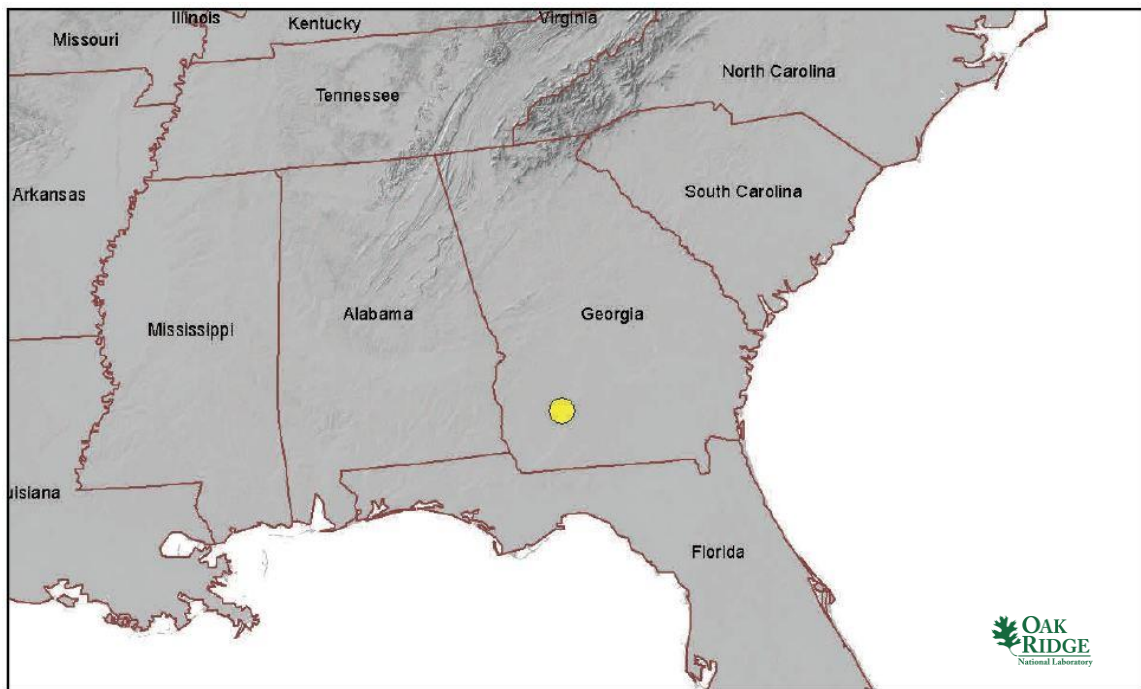 Illinois
Kentucky
Virginia
Missouri
North Carolina
Tennessee
Arkansas
South Carolina
Mississippi
Alabama
Georgia
uisiana
Florida
OAK
RIDGE
National Laboratory